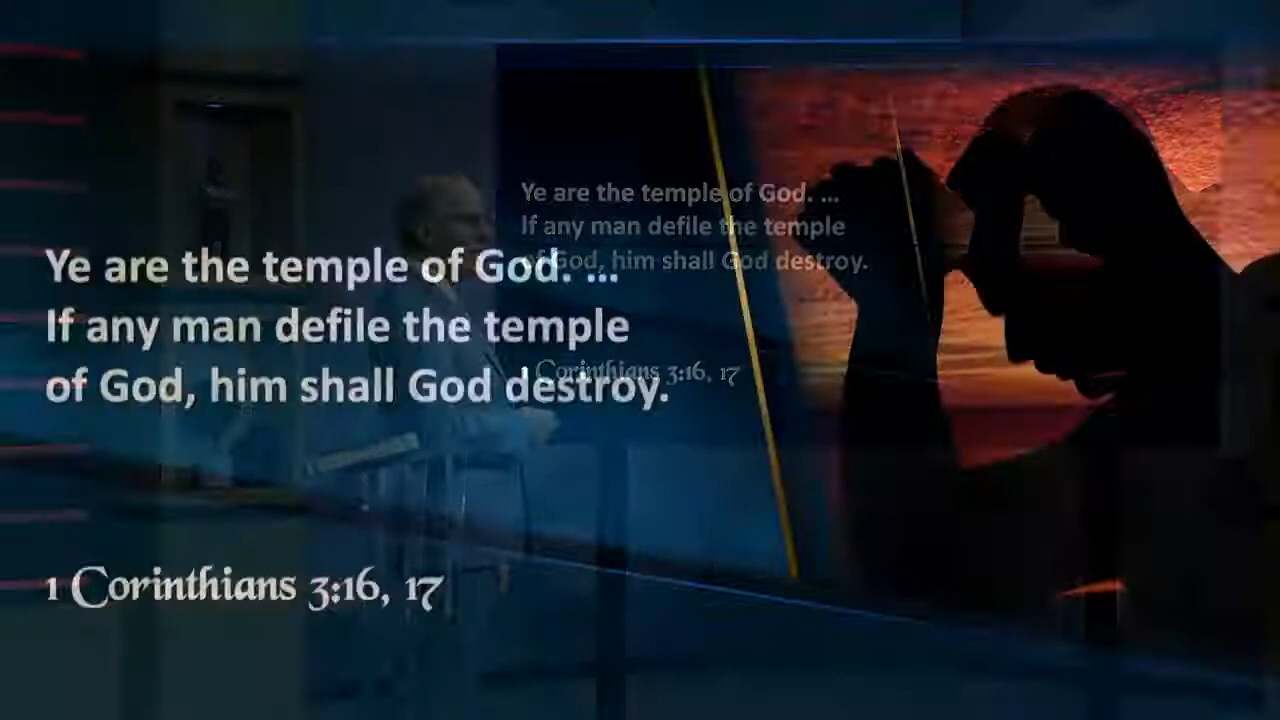 Ye are the temple of God. ...
If any man defile the temple
of God, him shall God destroy.
1 Corinthians 3:16, 17
Ye are the temple of God. ...
If any man defile the temple
of God, him shall God destroy.
1 Corinthians 3:16, 17